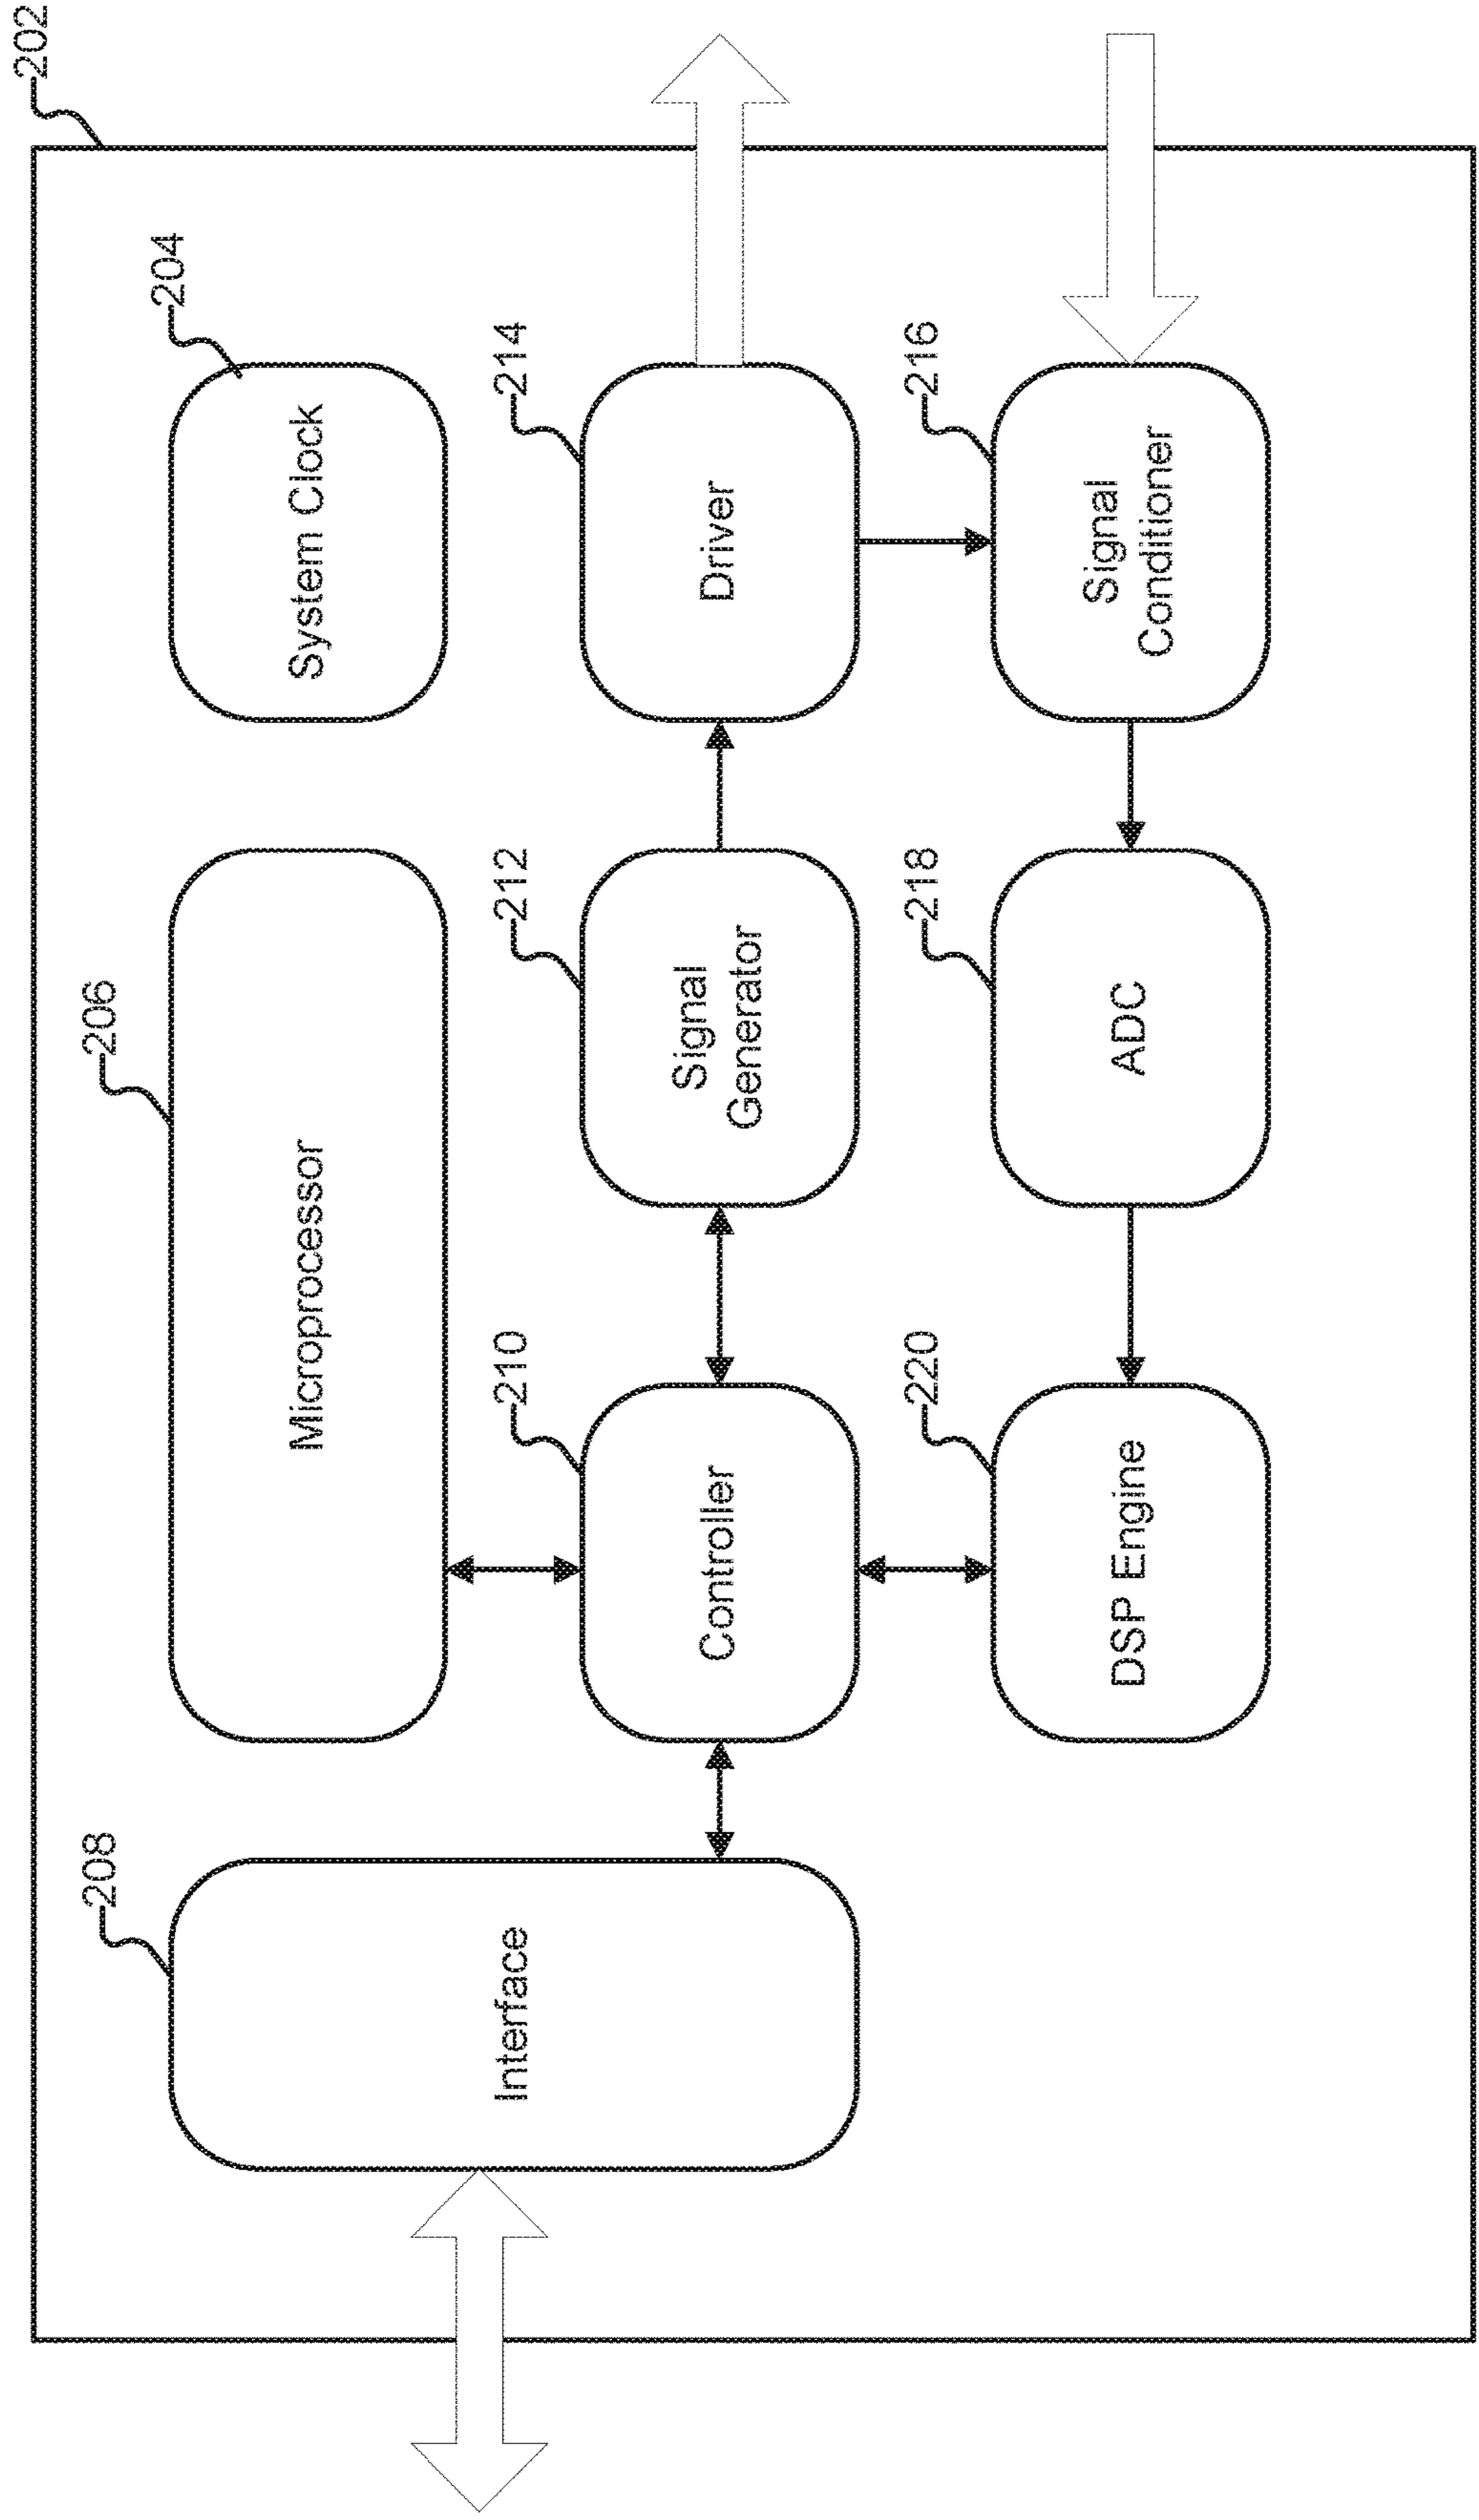 202
206
204
Microprocessor
System Clock
208
Interface
210
Controller
212
Signal
Generator
214
Driver
220
DSP Engine
218
ADC
216
Signal
Conditioner